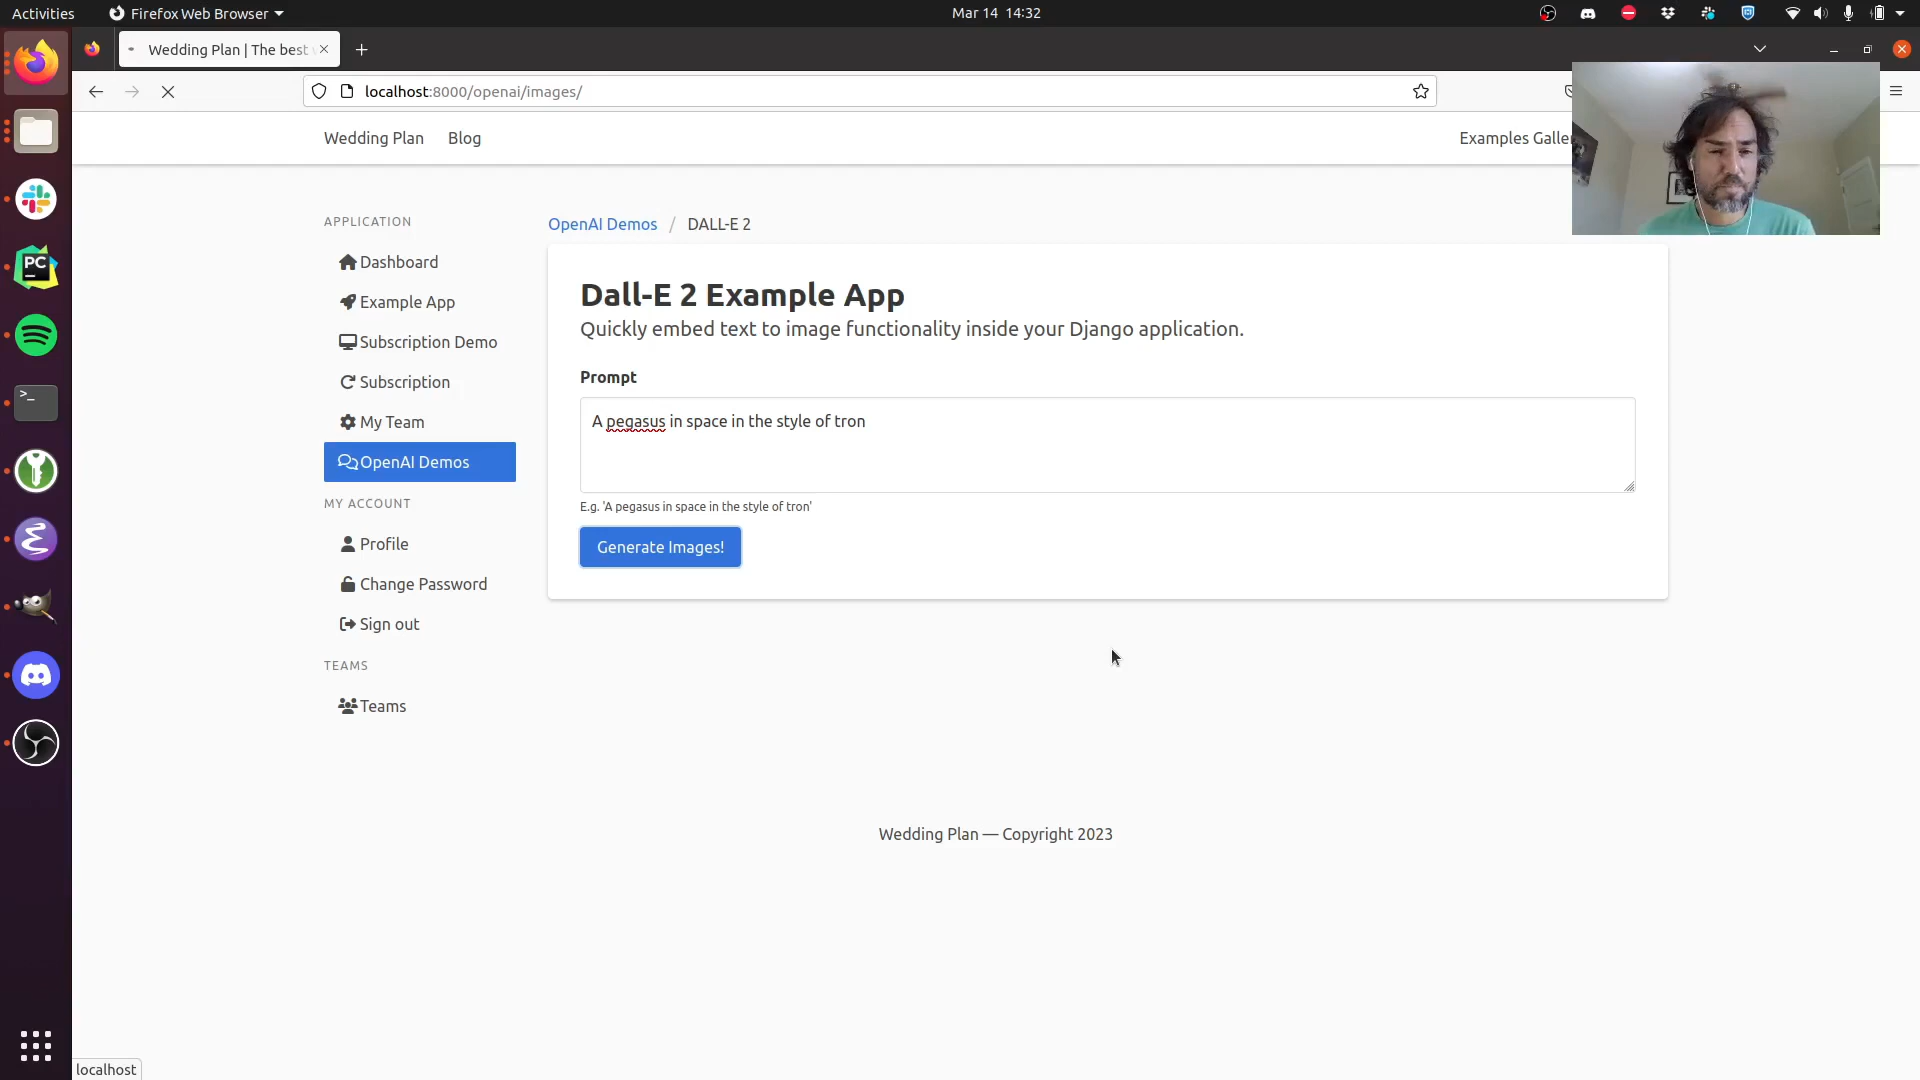 Activities
Firefox Web Browser
Mar 14 14:32
Wedding Plan | The best
localhost:8000/openai/images/
Wedding Plan
Blog
Examples Galler
APPLICATION
Dashboard
Example App
Subscription Demo
Subscription
My Team
OpenAI Demos
MY ACCOUNT
Profile
Change Password
Sign out
TEAMS
Teams
OpenAI Demos / DALL-E 2
Dall-E 2 Example App
Quickly embed text to image functionality inside your Django application.
Prompt
A pegasus in space in the style of tron
E.g. 'A pegasus in space in the style of tron'
Generate Images!
Wedding Plan — Copyright 2023
PC
>_
localhost